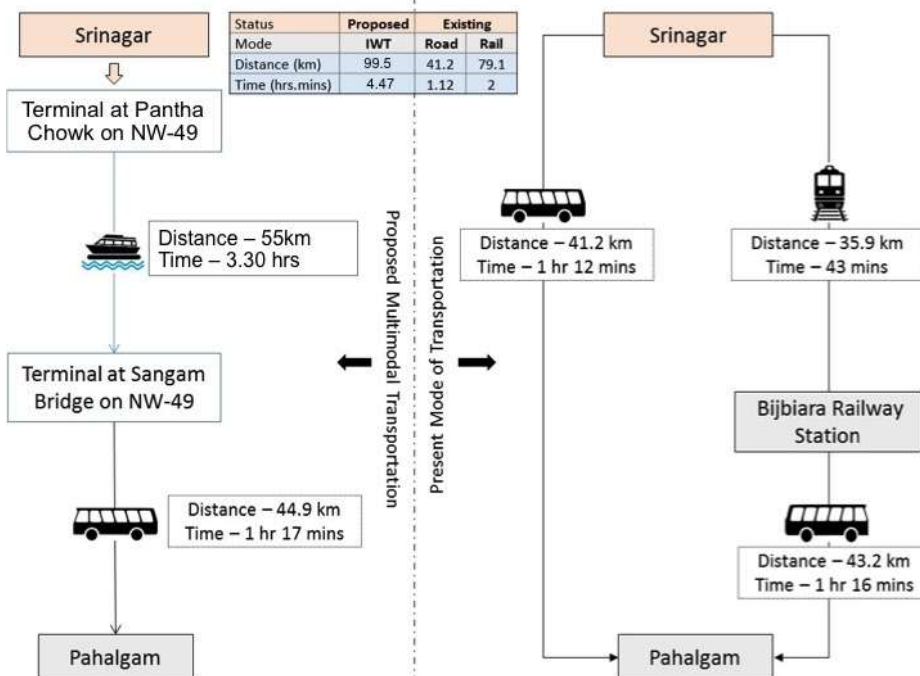 Srinagar
Status Proposed Existing
Mode IWT Road Rail
Distance (km) 99.5 41.2 79.1
Time (hrs.mins) 4.47 1.12 2
Terminal at Pantha
Chowk on NW-49
Distance – 55km
Time – 3.30 hrs
Terminal at Sangam
Bridge on NW-49
Distance – 44.9 km
Time – 1 hr 17 mins
Pahalgam
Proposed Multimodal Transportation
Present Mode of Transportation
Srinagar
Distance – 41.2 km
Time – 1 hr 12 mins
Distance – 35.9 km
Time – 43 mins
Bijbiara Railway
Station
Distance – 43.2 km
Time – 1 hr 16 mins
Pahalgam